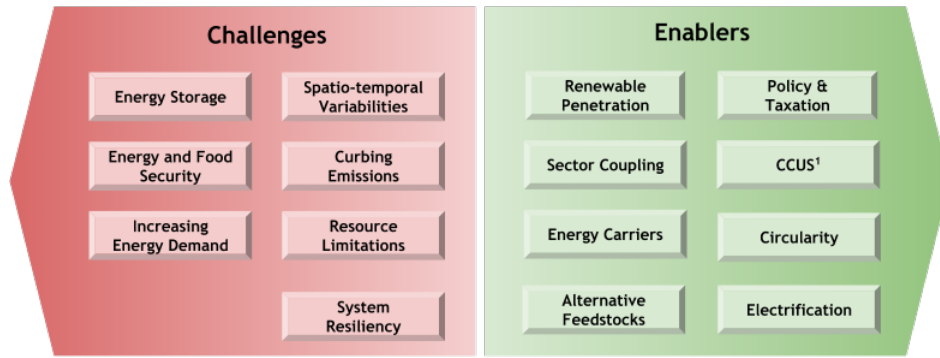 Challenges
Energy Storage
Spatio-temporal
Variabilities
Energy and Food
Security
Curbing
Emissions
Increasing
Energy Demand
Resource
Limitations
System
Resiliency
Enablers
Renewable
Penetration
Policy &
Taxation
Sector Coupling
CCUS¹
Energy Carriers
Circularity
Alternative
Feedstocks
Electrification